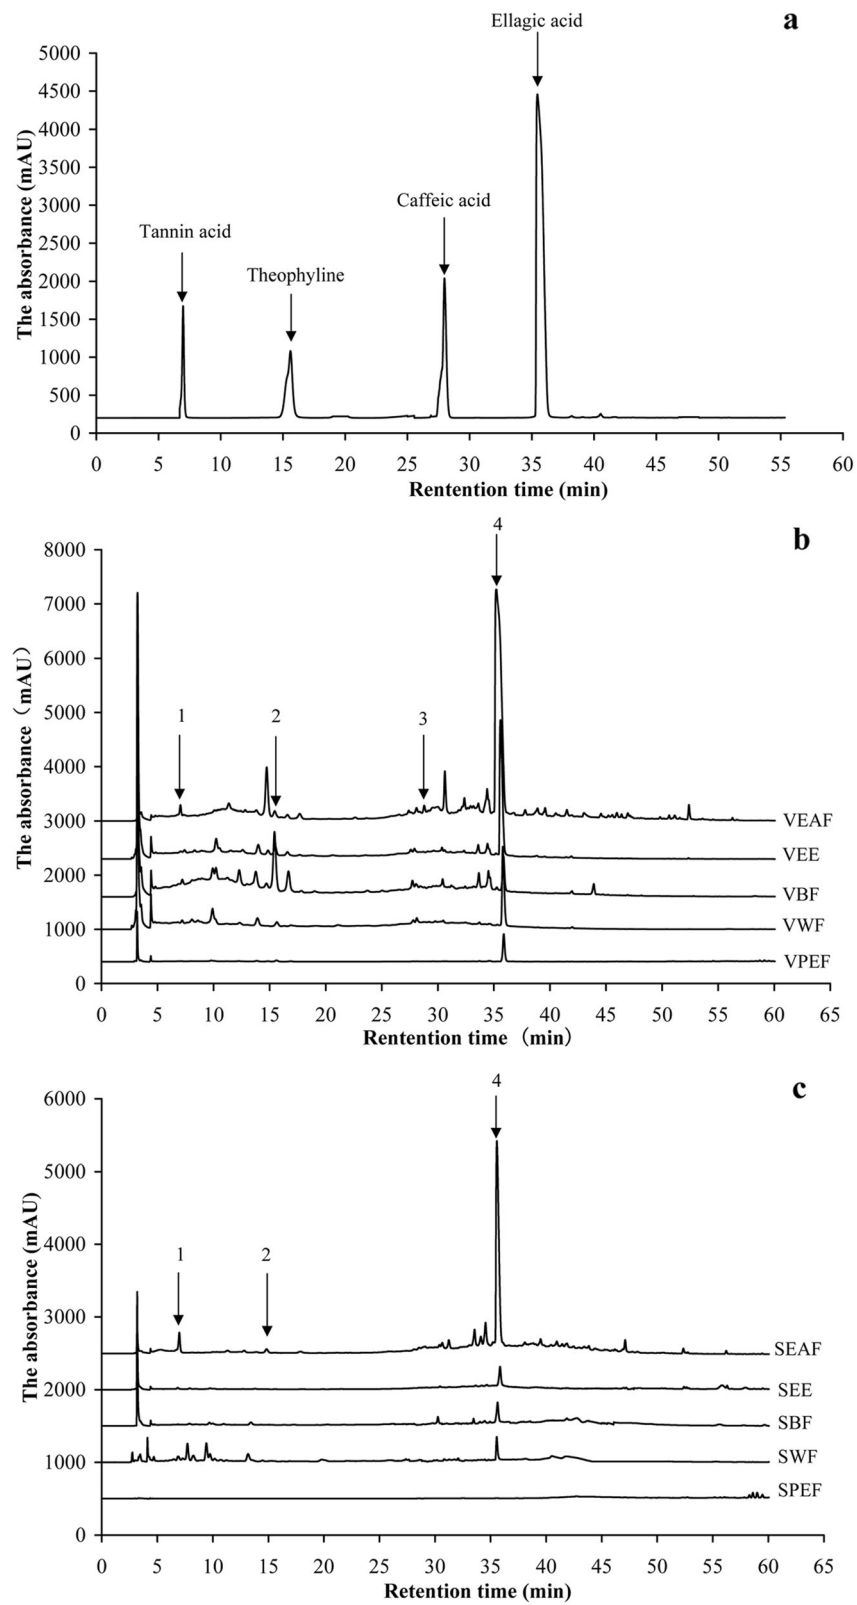 Ellagic acid
a
5000
4500
4000
Caffeic acid
3500
3000
Tannin acid
2500
Theophyline
2000
1500
1000
500
0
The absorbance (mAU)
0 5 10 15 20 25 30 35 40 45 50 55 60
Rentention time (min)
4
b
8000
7000
6000
5000
1 2 3
4000
3000
VEAF
VEE
2000
VBF
1000
VWF
VPEF
0
The absorbance（mAU）
0 5 10 15 20 25 30 35 40 45 50 55 60 65
Rentention time（min）
4
c
6000
5000
4000
1 2
3000
SEAF
2000
SEE
SBF
1000
SWF
SPEF
0
The absorbance (mAU)
0 5 10 15 20 25 30 35 40 45 50 55 60 65
Retention time (min)